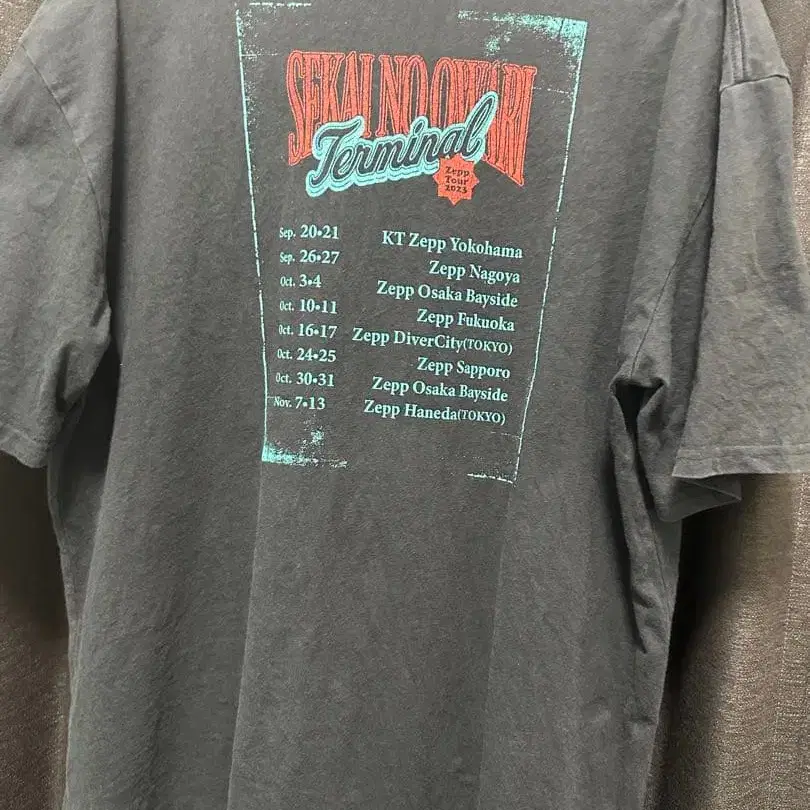 SEKAI NO OWARI
Terminal
Zepp
Tour
2023
Sep. 20•21 KT Zepp Yokohama
Sep. 26•27 Zepp Nagoya
Oct. 3•4 Zepp Osaka Bayside
Oct. 10•11 Zepp Fukuoka
Oct. 16•17 Zepp DiverCity(TOKYO)
Oct. 24•25 Zepp Sapporo
Oct. 30•31 Zepp Osaka Bayside
Nov. 7•13 Zepp Haneda(TOKYO)